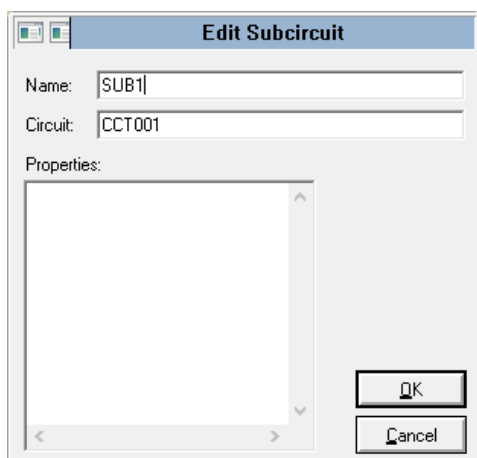 Edit Subcircuit
Name: SUB1
Circuit: CCT001
Properties:
OK
Cancel